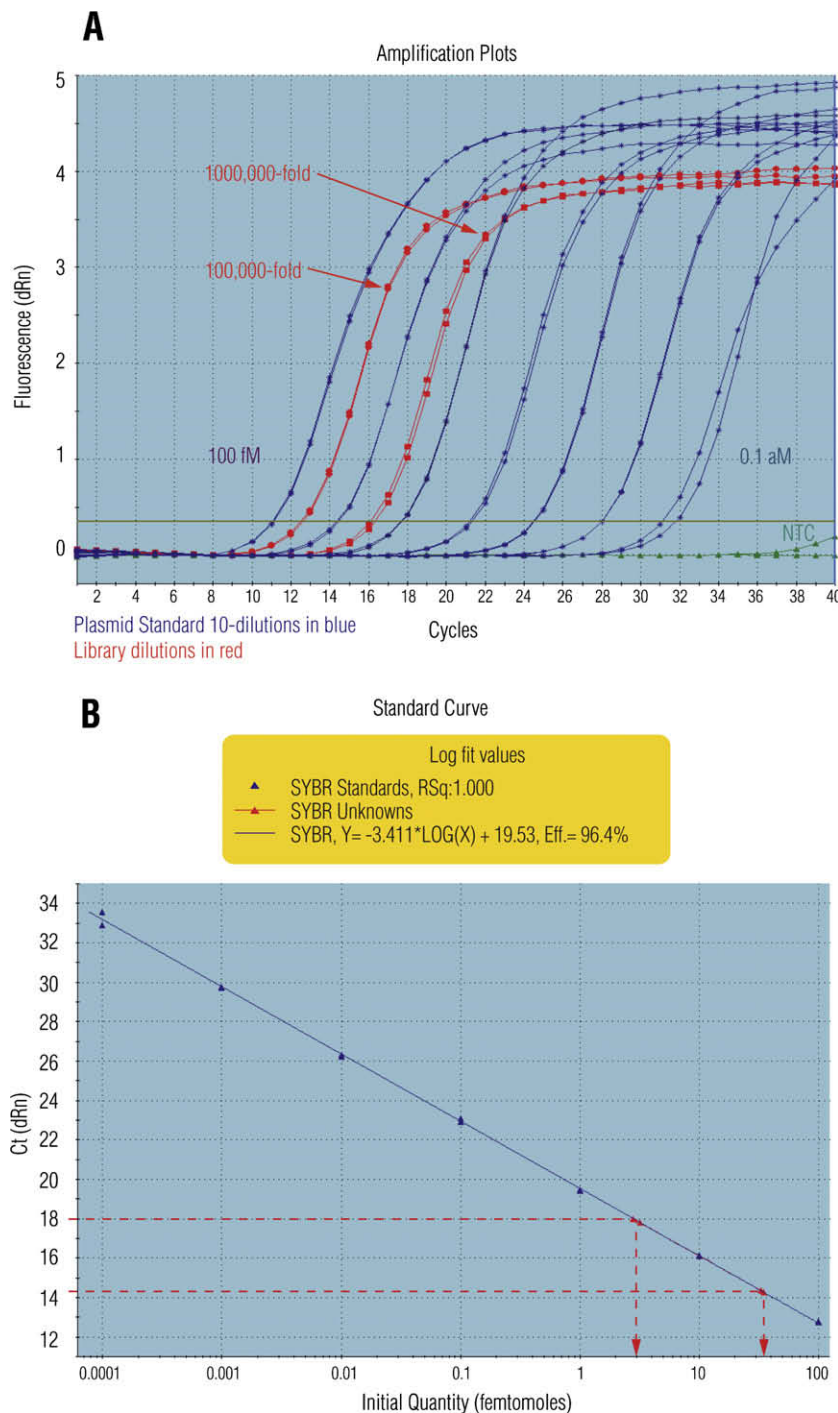 A
Amplification Plots
5
4
3
2
1
0
Fluorescence (dRn)
1000,000-fold
100,000-fold
100 fM
0.1 aM
NTC
2 4 6 8 10 12 14 16 18 20 22 24 26 28 30 32 34 36 38 40
Cycles
Plasmid Standard 10-dilutions in blue
Library dilutions in red
B
Standard Curve
Log fit values
SYBR Standards, RSq:1.000
SYBR Unknowns
SYBR, Y= -3.411*LOG(X) + 19.53, Eff.= 96.4%
34
32
30
28
26
24
22
20
18
16
14
12
Ct (dRn)
0.0001 0.001 0.01 0.1 1 10 100
Initial Quantity (femtomoles)